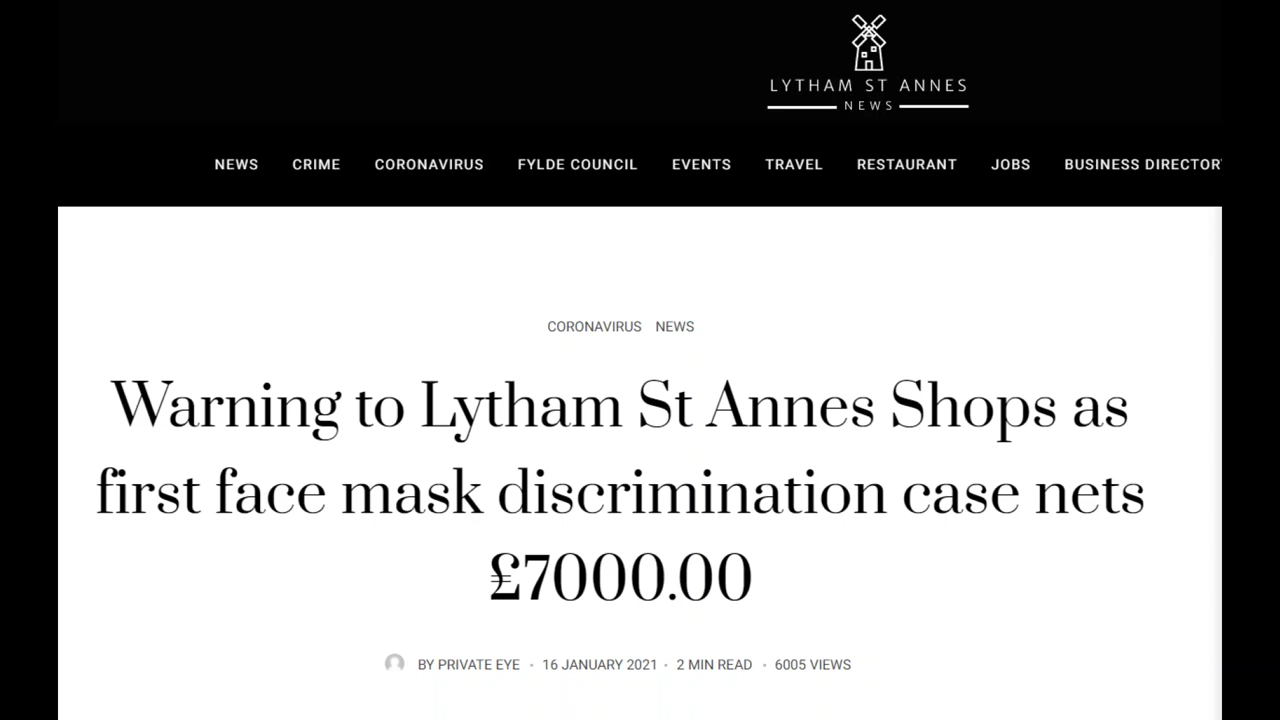 LYTHAM ST ANNES
NEWS
NEWS CRIME CORONAVIRUS FYLDE COUNCIL EVENTS TRAVEL RESTAURANT JOBS BUSINESS DIRECTOR
CORONAVIRUS NEWS
Warning to Lytham St Annes Shops as
first face mask discrimination case nets
£7000.00
BY PRIVATE EYE • 16 JANUARY 2021 • 2 MIN READ • 6005 VIEWS